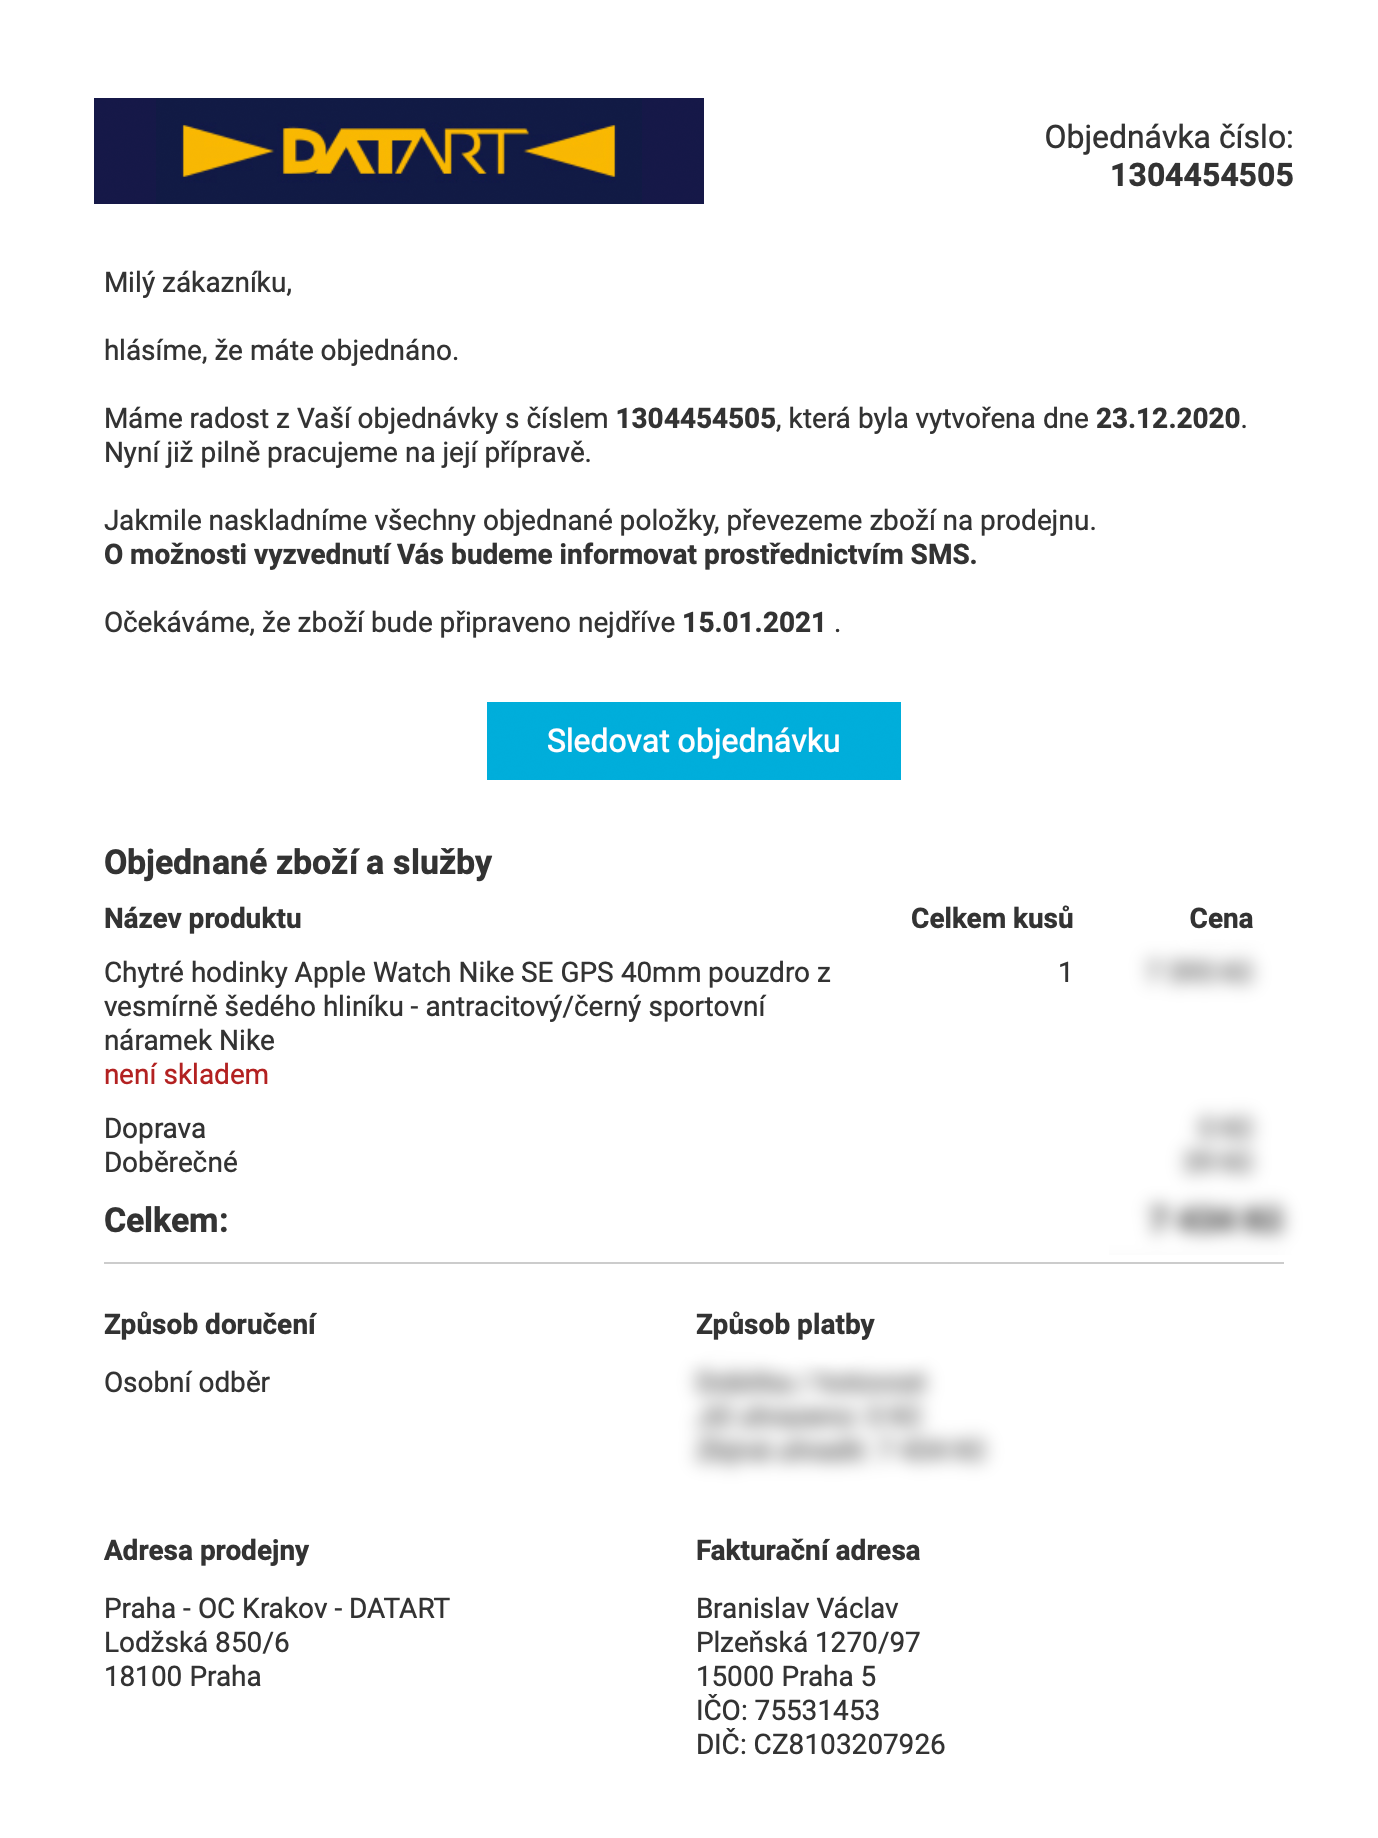 DATART
Objednávka číslo:
1304454505
Milý zákazníku,
hlásíme, že máte objednáno.
Máme radost z Vaší objednávky s číslem 1304454505, která byla vytvořena dne 23.12.2020.
Nyní již pilně pracujeme na její přípravě.
Jakmile naskladníme všechny objednané položky, převezeme zboží na prodejnu.
O možnosti vyzvednutí Vás budeme informovat prostřednictvím SMS.
Očekáváme, že zboží bude připraveno nejdříve 15.01.2021 .
Sledovat objednávku
Objednané zboží a služby
Název produktu Celkem kusů Cena
Chytré hodinky Apple Watch Nike SE GPS 40mm pouzdro z 1
vesmírně šedého hliníku - antracitový/černý sportovní
náramek Nike
není skladem
Doprava
Doběrečné
Celkem:
Způsob doručení
Osobní odběr
Způsob platby
Adresa prodejny
Praha - OC Krakov - DATART
Lodžská 850/6
18100 Praha
Fakturační adresa
Branislav Václav
Plzeňská 1270/97
15000 Praha 5
IČO: 75531453
DIČ: CZ8103207926